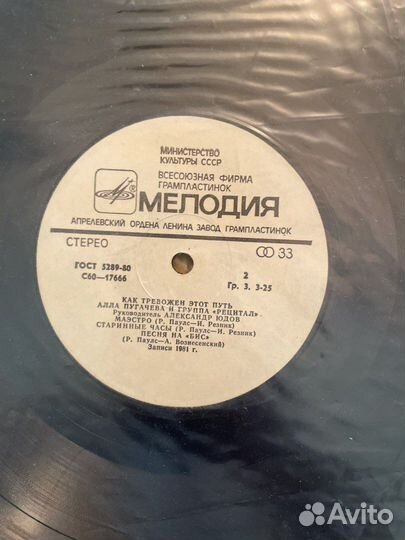 МИНИСТЕРСТВО
КУЛЬТУРЫ СССР
ВСЕСОЮЗНАЯ ФИРМА
ГРАМПЛАСТИНОК
МЕЛОДИЯ
АПРЕЛЕВСКИЙ ОРДЕНА ЛЕНИНА ЗАВОД ГРАМПЛАСТИНОК
СТЕРЕО 33
ГОСТ 5289-80 2
С60—17666 Гр. 3. 3-25
КАК ТРЕВОЖЕН ЭТОТ ПУТЬ
АЛЛА ПУГАЧЕВА И ГРУППА «РЕЦИТАЛ»
Руководитель АЛЕКСАНДР ЮДОВ
МАЭСТРО (Р. Паулс—И. Резник)
СТАРИННЫЕ ЧАСЫ (Р. Паулс—И. Резник)
ПЕСНЯ НА «БИС»
(Р. Паулс—А. Вознесенский)
Записи 1981 г.
Avito